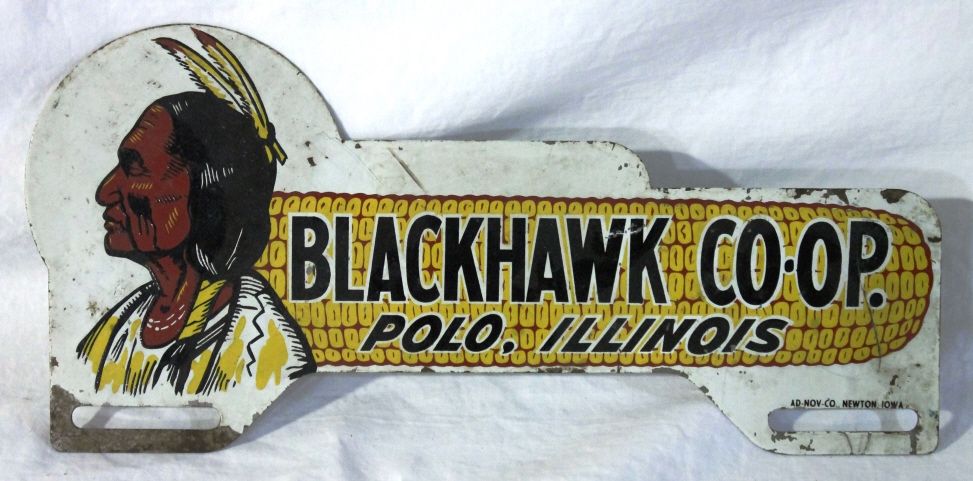 BLACKHAWK CO-OP.
POLO, ILLINOIS
AD-NOV-CO., NEWTON, IOWA